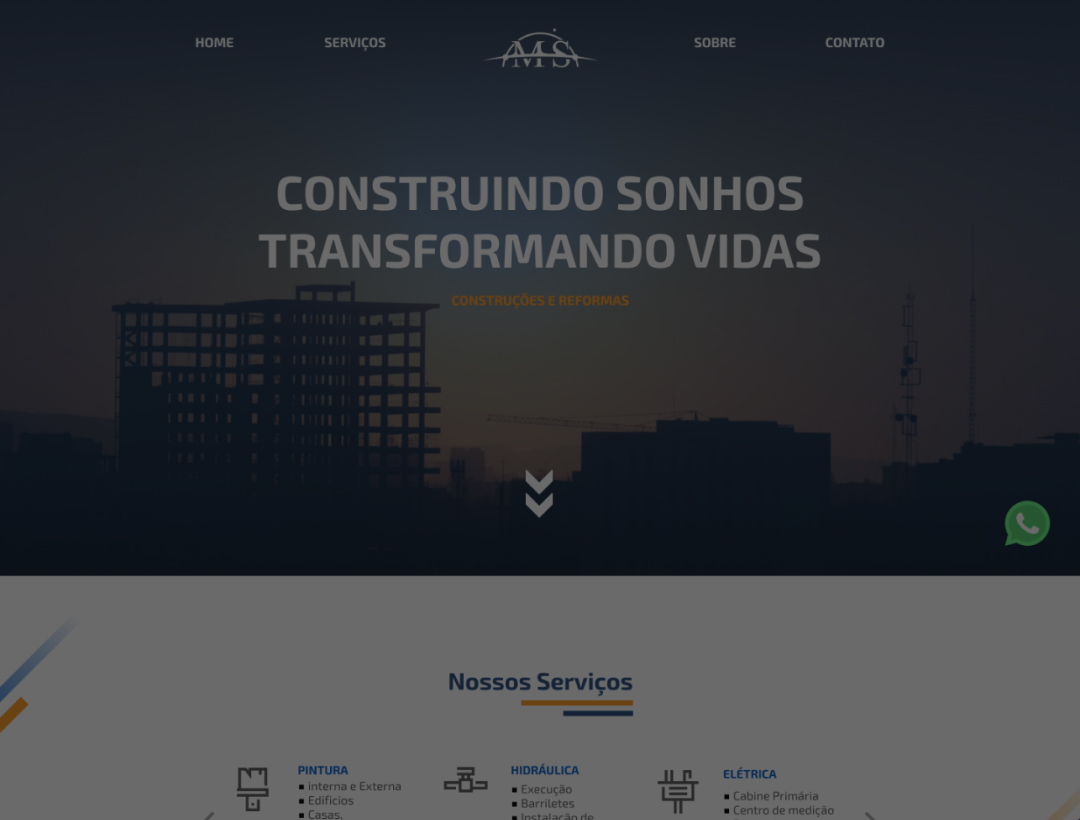 HOME
SERVIÇOS
MS
SOBRE
CONTATO
CONSTRUINDO SONHOS
TRANSFORMANDO VIDAS
CONSTRUÇÕES E REFORMAS
Nossos Serviços
PINTURA
interna e Externa
Edificios
Casas,
HIDRÁULICA
Execução
Barriletes
Instalação de
ELÉTRICA
Cabine Primária
Centro de medição